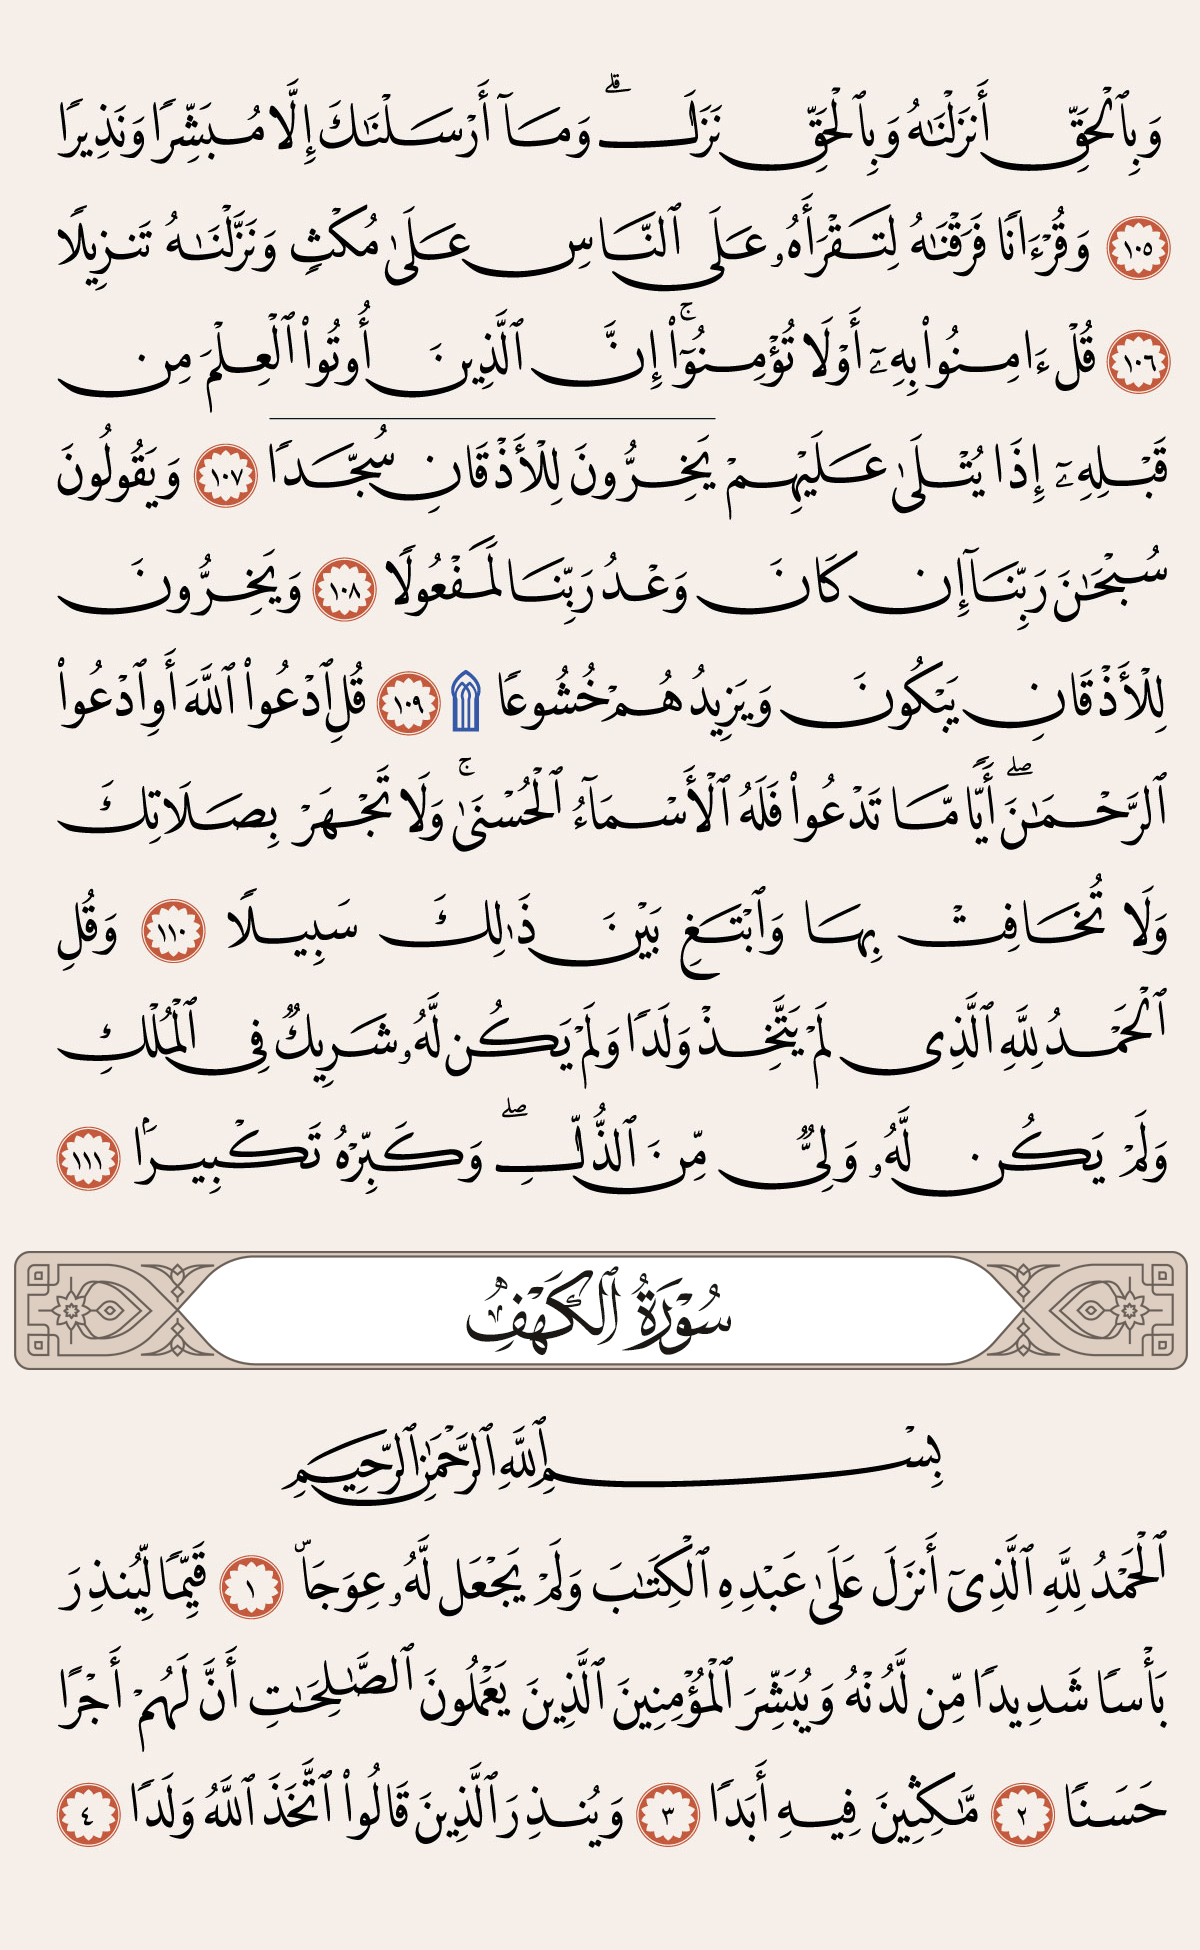 وَبِٱلْحَقِّ أَنزَلْنَٰهُ وَبِٱلْحَقِّ نَزَلَ ۗ وَمَآ أَرْسَلْنَٰكَ إِلَّا مُبَشِّرًا وَنَذِيرًا
١٠٥ وَقُرْءَانًا فَرَقْنَٰهُ لِتَقْرَأَهُۥ عَلَى ٱلنَّاسِ عَلَىٰ مُكْثٍ وَنَزَّلْنَٰهُ تَنزِيلًا
١٠٦ قُلْ ءَامِنُوا۟ بِهِۦٓ أَوْ لَا تُؤْمِنُوٓا۟ ۚ إِنَّ ٱلَّذِينَ أُوتُوا۟ ٱلْعِلْمَ مِن
قَبْلِهِۦٓ إِذَا يُتْلَىٰ عَلَيْهِمْ يَخِرُّونَ لِلْأَذْقَانِ سُجَّدًا ١٠٧ وَيَقُولُونَ
سُبْحَٰنَ رَبِّنَآ إِن كَانَ وَعْدُ رَبِّنَا لَمَفْعُولًا ١٠٨ وَيَخِرُّونَ
لِلْأَذْقَانِ يَبْكُونَ وَيَزِيدُهُمْ خُشُوعًا ۩ ١٠٩ قُلِ ٱدْعُوا۟ ٱللَّهَ أَوِ ٱدْعُوا۟
ٱلرَّحْمَٰنَ ۖ أَيًّا مَّا تَدْعُوا۟ فَلَهُ ٱلْأَسْمَآءُ ٱلْحُسْنَىٰ ۚ وَلَا تَجْهَرْ بِصَلَاتِكَ
وَلَا تُخَافِتْ بِهَا وَٱبْتَغِ بَيْنَ ذَٰلِكَ سَبِيلًا ١١٠ وَقُلِ
ٱلْحَمْدُ لِلَّهِ ٱلَّذِى لَمْ يَتَّخِذْ وَلَدًا وَلَمْ يَكُن لَّهُۥ شَرِيكٌ فِى ٱلْمُلْكِ
وَلَمْ يَكُن لَّهُۥ وَلِىٌّ مِّنَ ٱلذُّلِّ ۖ وَكَبِّرْهُ تَكْبِيرًۢا ١١١
سُورَةُ الكَهْفِ
بِسْمِ ٱللَّهِ ٱلرَّحْمَٰنِ ٱلرَّحِيمِ
ٱلْحَمْدُ لِلَّهِ ٱلَّذِىٓ أَنزَلَ عَلَىٰ عَبْدِهِ ٱلْكِتَٰبَ وَلَمْ يَجْعَل لَّهُۥ عِوَجَا ۜ ١ قَيِّمًا لِّيُنذِرَ
بَأْسًا شَدِيدًا مِّن لَّدُنْهُ وَيُبَشِّرَ ٱلْمُؤْمِنِينَ ٱلَّذِينَ يَعْمَلُونَ ٱلصَّٰلِحَٰتِ أَنَّ لَهُمْ أَجْرًا
حَسَنًا ٢ مَّٰكِثِينَ فِيهِ أَبَدًا ٣ وَيُنذِرَ ٱلَّذِينَ قَالُوا۟ ٱتَّخَذَ ٱللَّهُ وَلَدًا ٤